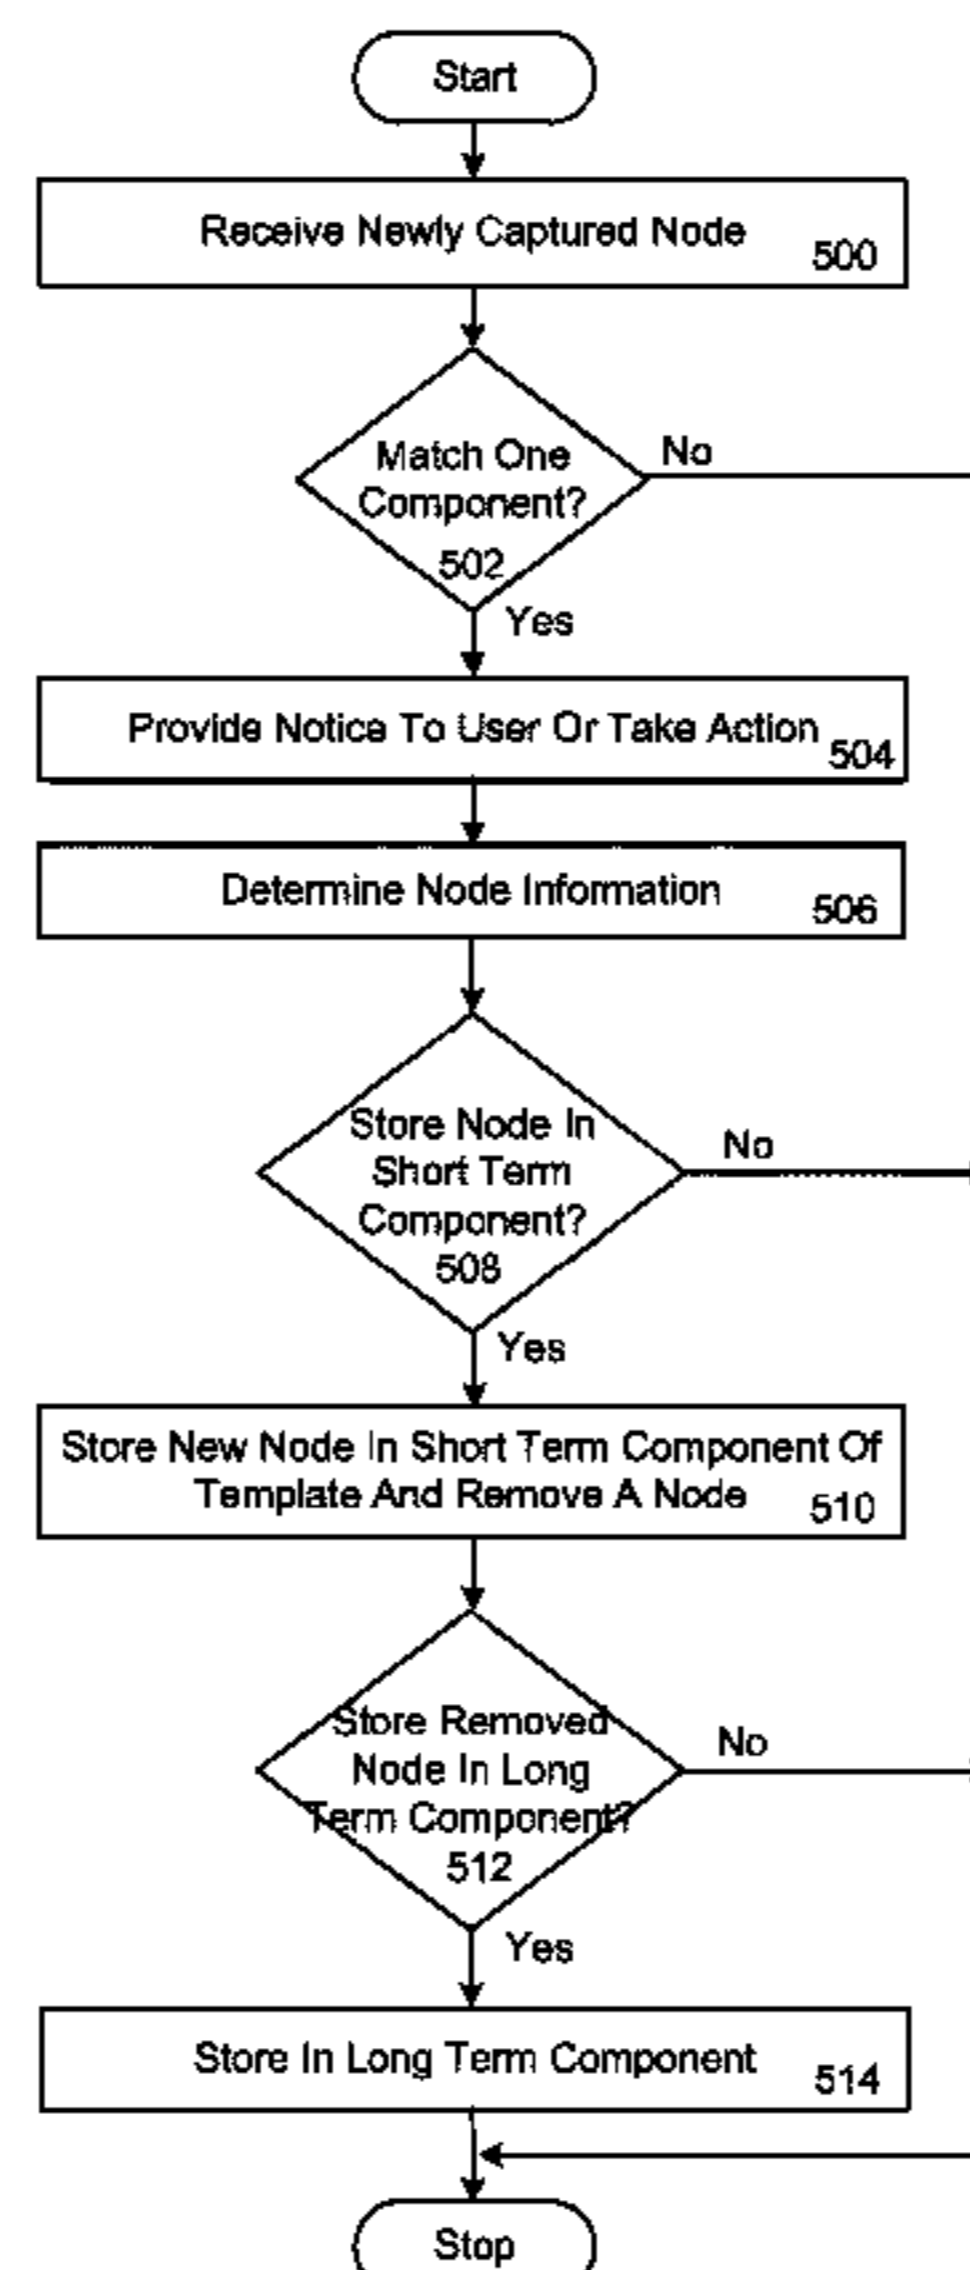 Start
Receive Newly Captured Node
500
Match One
Component?
502
No
Yes
Provide Notice To User Or Take Action
504
Determine Node Information
506
Store Node In
Short Term
Component?
508
No
Yes
Store New Node In Short Term Component Of
Template And Remove A Node
510
Store Removed
Node In Long
Term Component?
512
No
Yes
Store In Long Term Component
514
Stop